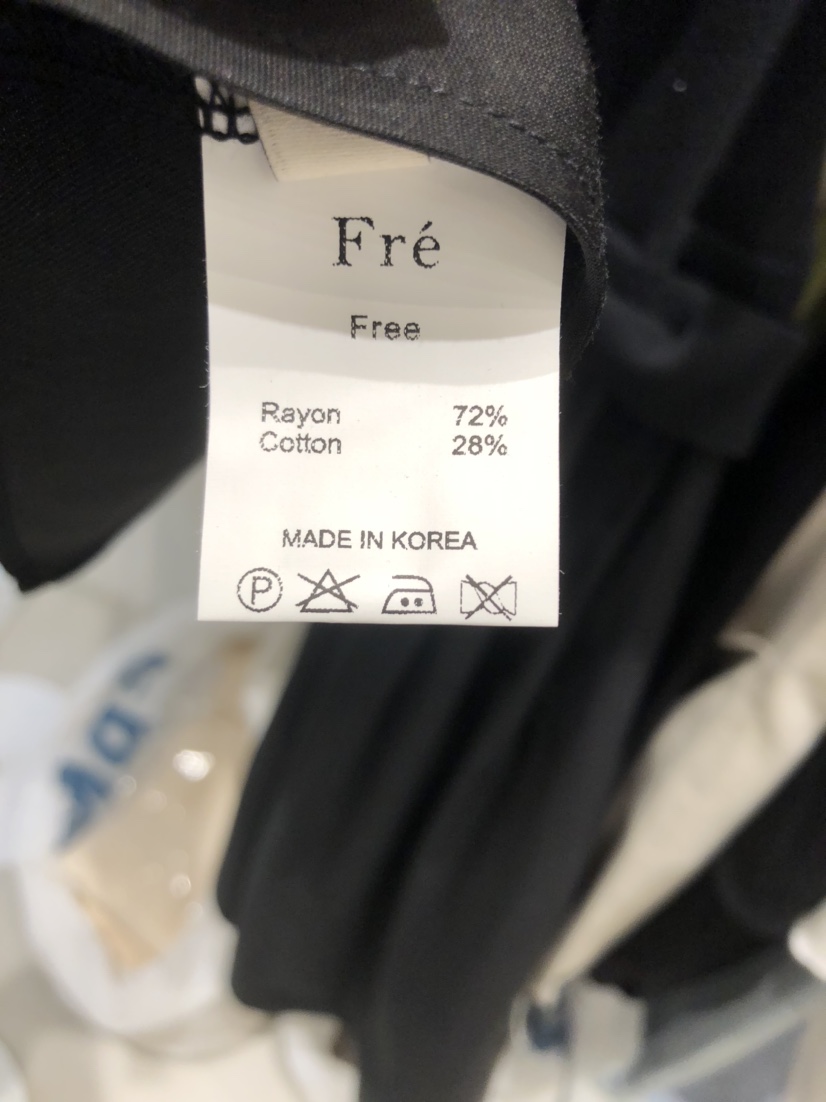 Fré
Free
Rayon 72%
Cotton 28%
MADE IN KOREA
P